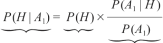 P(H | A₁) = P(H) × P(A₁ | H) / P(A₁)